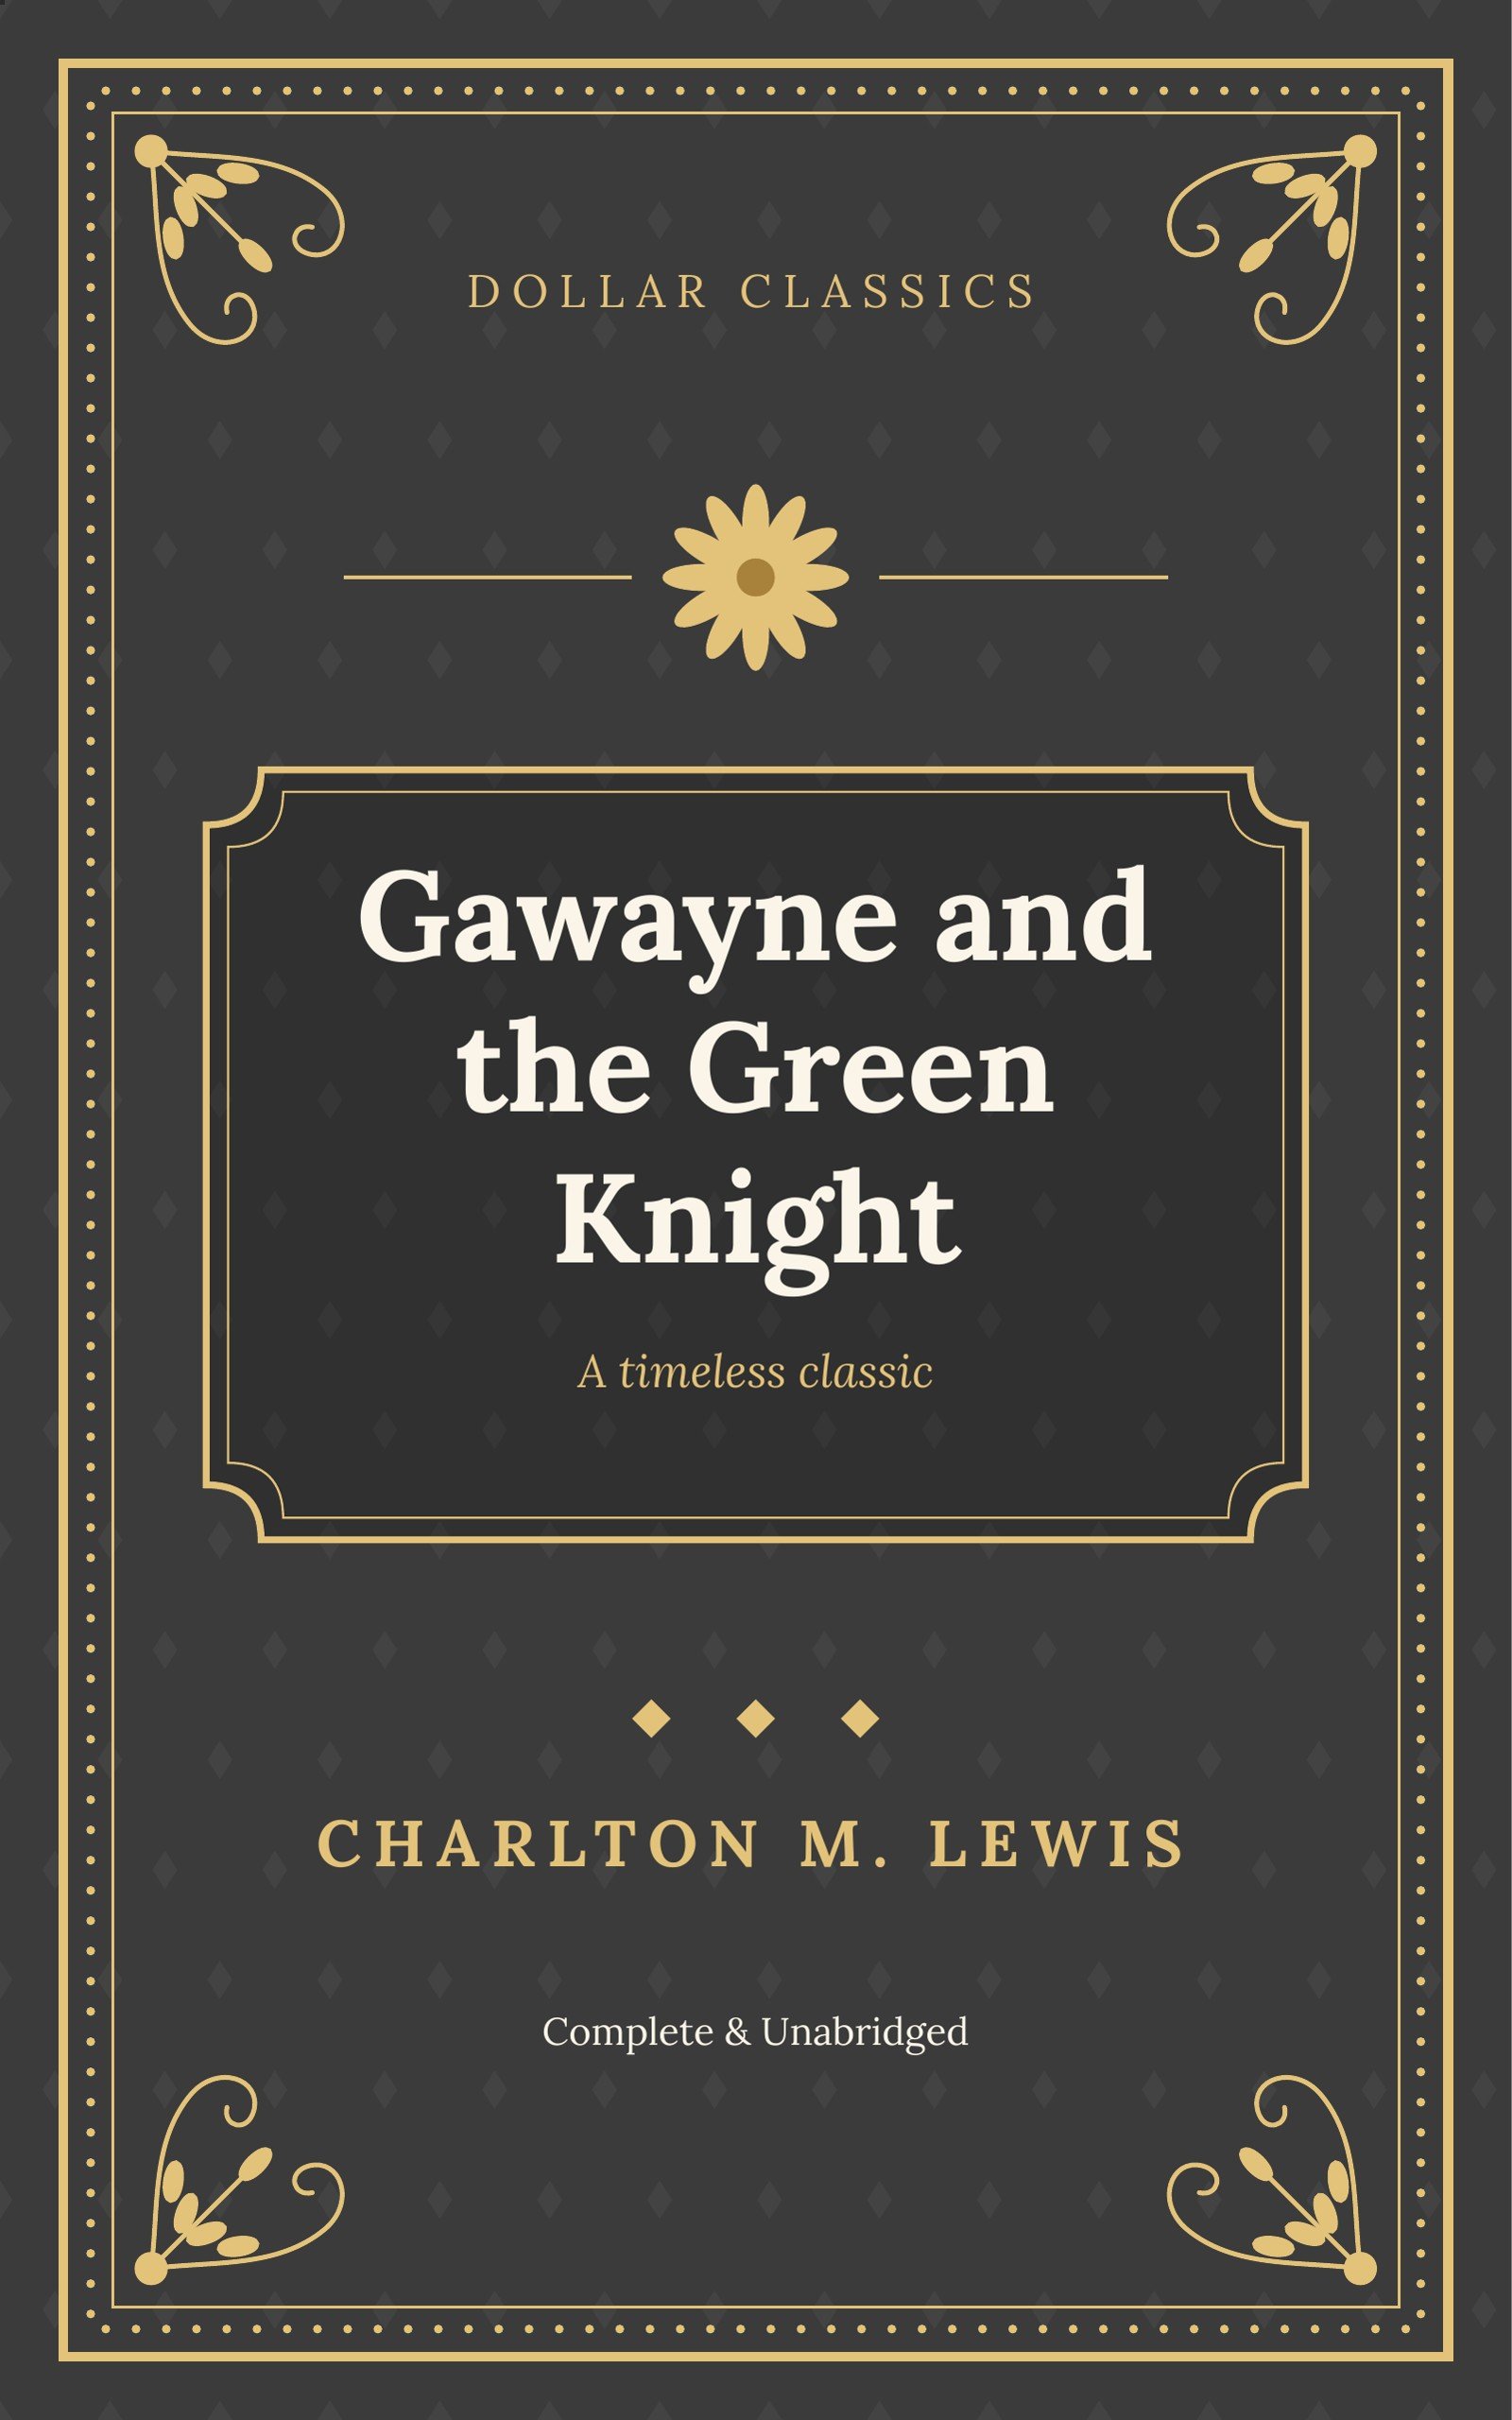 DOLLAR CLASSICS
Gawayne and
the Green
Knight
A timeless classic
CHARLTON M. LEWIS
Complete & Unabridged